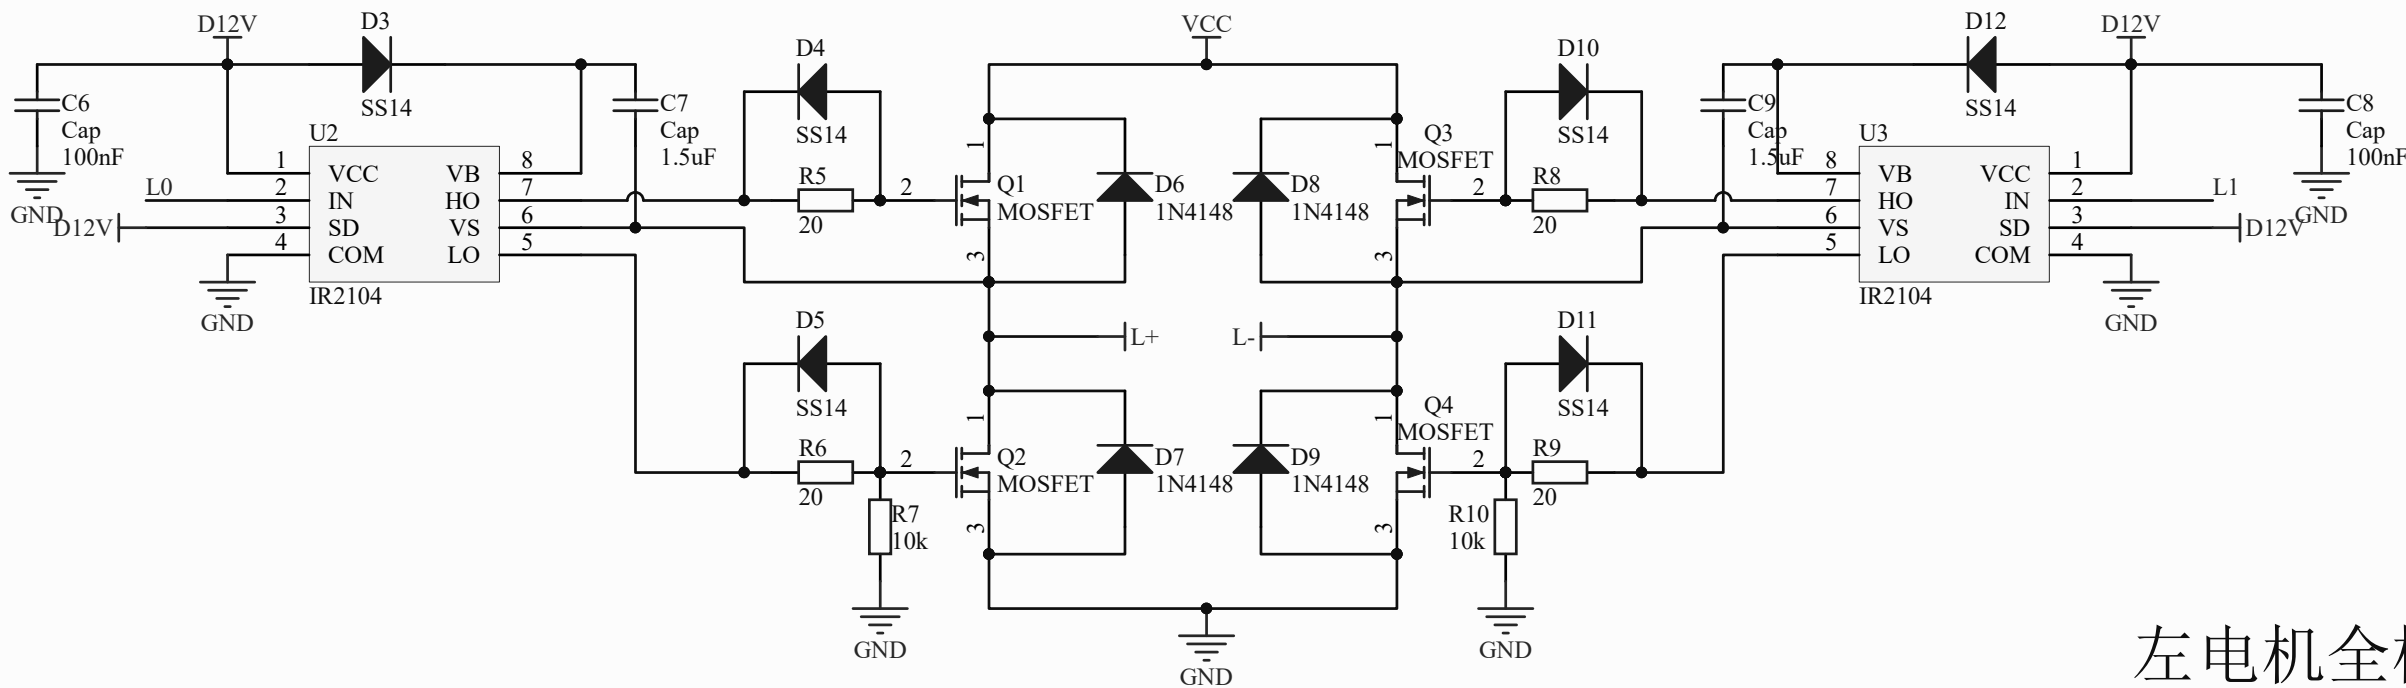 D12V
D3
SS14
C6
Cap
100nF
GND
U2
1 VCC VB 8
2 IN HO 7
3 SD VS 6
4 COM LO 5
IR2104
L0
D12V
GND
C7
Cap
1.5uF
D4
SS14
R5
20
2
1
3
Q1
MOSFET
D6
1N4148
VCC
D8
1N4148
1
3
Q3
MOSFET
2
D10
SS14
R8
20
C9
Cap
1.5uF
D12
SS14
D12V
C8
Cap
100nF
GND
U3
8 VB VCC 1
7 HO IN 2
6 VS SD 3
5 LO COM 4
IR2104
L1
D12V
GND
L+
L-
D5
SS14
R6
20
2
R7
10k
GND
1
3
Q2
MOSFET
D7
1N4148
D9
1N4148
1
3
Q4
MOSFET
2
D11
SS14
R9
20
R10
10k
GND
GND
左电机全